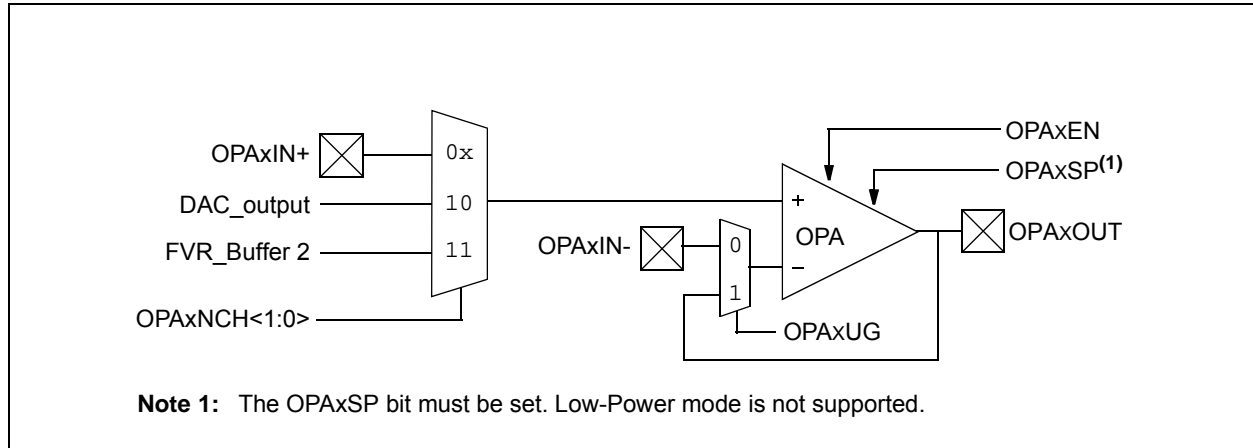 OPAxEN
OPAxSP(1)
OPAxIN+
0x
DAC_output
10
+
OPA
OPAxOUT
FVR_Buffer 2
11
OPAxIN-
0
–
1
OPAxNCH<1:0>
OPAxUG
Note 1: The OPAxSP bit must be set. Low-Power mode is not supported.